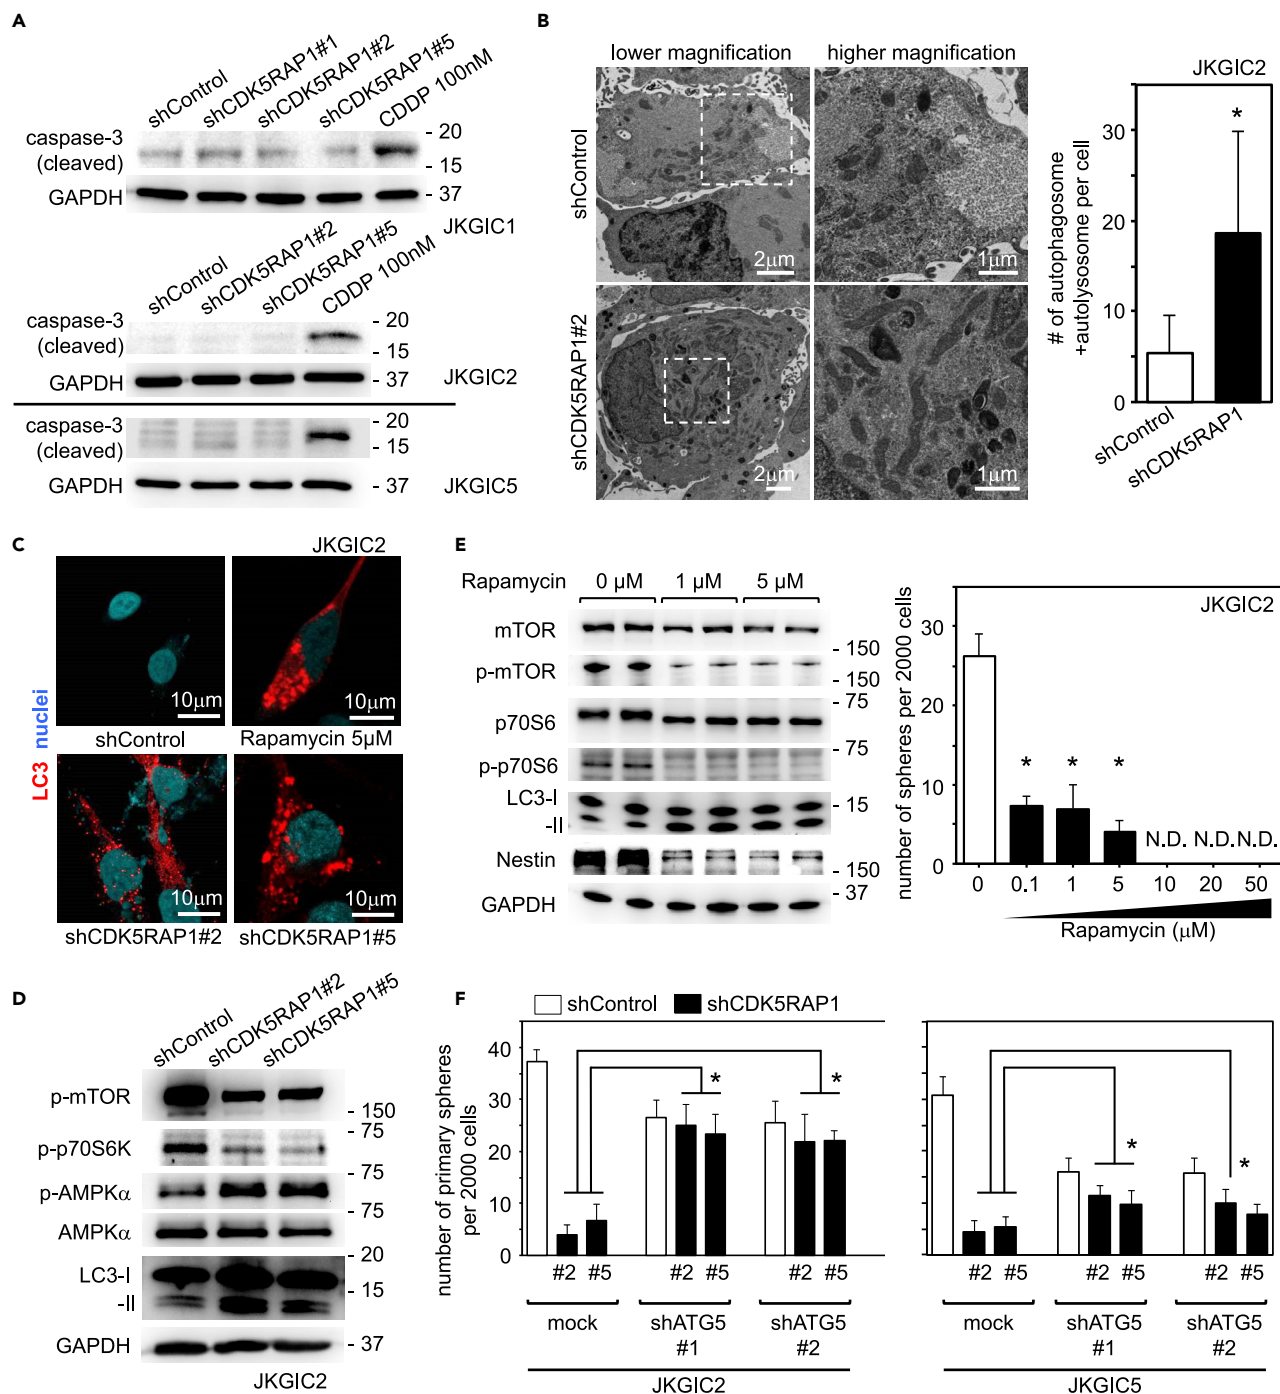 A
shControl
shCDK5RAP1#1
shCDK5RAP1#2
shCDK5RAP1#5
CDDP 100nM
caspase-3
(cleaved)
- 20
- 15
GAPDH
- 37
JKGIC1
shControl
shCDK5RAP1#2
shCDK5RAP1#5
CDDP 100nM
caspase-3
(cleaved)
- 20
- 15
GAPDH
- 37
JKGIC2
caspase-3
(cleaved)
- 20
- 15
GAPDH
- 37
JKGIC5
B
lower magnification
higher magnification
shControl
2μm
1μm
shCDK5RAP1#2
2μm
1μm
JKGIC2
# of autophagosome
+autolysosome per cell
30
20
10
0
*
shControl
shCDK5RAP1
C
JKGIC2
LC3 nuclei
10μm
10μm
shControl
Rapamycin 5μM
10μm
10μm
shCDK5RAP1#2
shCDK5RAP1#5
D
shControl
shCDK5RAP1#2
shCDK5RAP1#5
p-mTOR
- 150
p-p70S6K
- 75
p-AMPKα
- 75
AMPKα
- 75
- 20
LC3-I
- 15
-II
GAPDH
- 37
JKGIC2
E
Rapamycin
0 μM
1 μM
5 μM
mTOR
- 150
p-mTOR
- 150
- 75
p70S6
- 75
p-p70S6
LC3-I
- 15
-II
Nestin
- 150
- 37
GAPDH
JKGIC2
number of spheres per 2000 cells
30
20
10
0
* * *
N.D. N.D. N.D.
0 0.1 1 5 10 20 50
Rapamycin (μM)
F
shControl
shCDK5RAP1
number of primary spheres
per 2000 cells
40
30
20
10
0
* *
#2 #5 #2 #5 #2 #5
mock
shATG5
#1
shATG5
#2
JKGIC2
40
30
20
10
0
* *
#2 #5 #2 #5 #2 #5
mock
shATG5
#1
shATG5
#2
JKGIC5